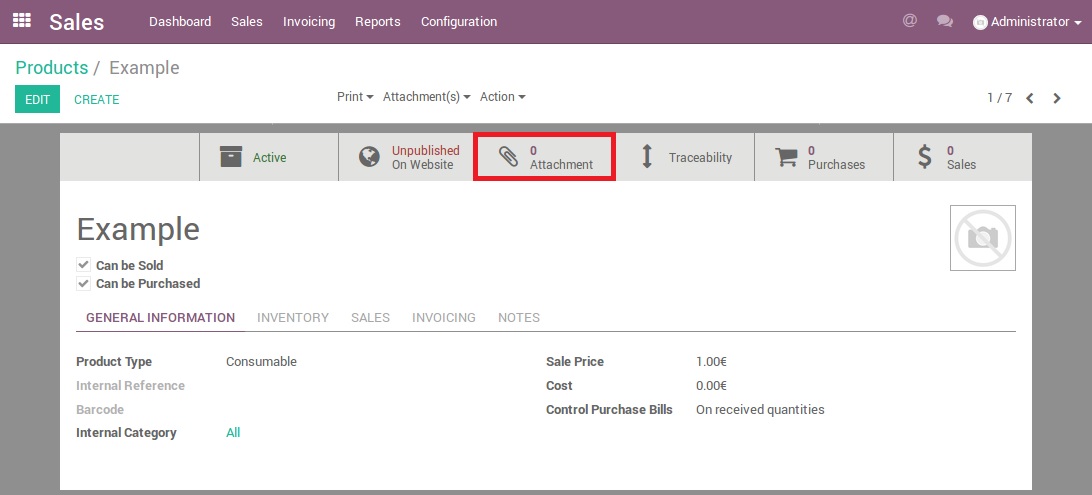 Sales Dashboard Sales Invoicing Reports Configuration @ Administrator
Products / Example
EDIT CREATE Print Attachment(s) Action 1 / 7
Active
Unpublished
On Website
0
Attachment
Traceability
0
Purchases
0
Sales
Example
Can be Sold
Can be Purchased
GENERAL INFORMATION INVENTORY SALES INVOICING NOTES
Product Type Consumable Sale Price 1.00€
Internal Reference Cost 0.00€
Barcode Control Purchase Bills On received quantities
Internal Category All